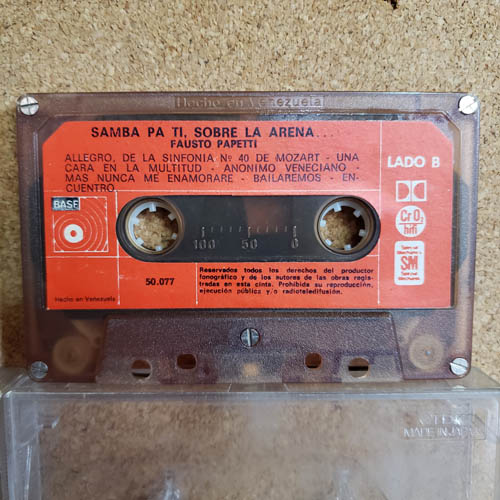 Hecho en Venezuela
SAMBA PA TI, SOBRE LA ARENA...
FAUSTO PAPETTI
ALLEGRO, DE LA SINFONIA Nº 40 DE MOZART - UNA
CARA EN LA MULTITUD - ANONIMO VENECIANO -
MAS NUNCA ME ENAMORARE - BAILAREMOS - EN-
CUENTRO
LADO B
BASF
CrO₂
hifi
100 50 0
SM
50.077
Reservados todos los derechos del productor
fonográfico y de los autores de las obras regis-
tradas en esta cinta. Prohibida su reproducción,
ejecución pública y/o radioteledifusión.
Hecho en Venezuela
TDK
MADE IN JAPAN